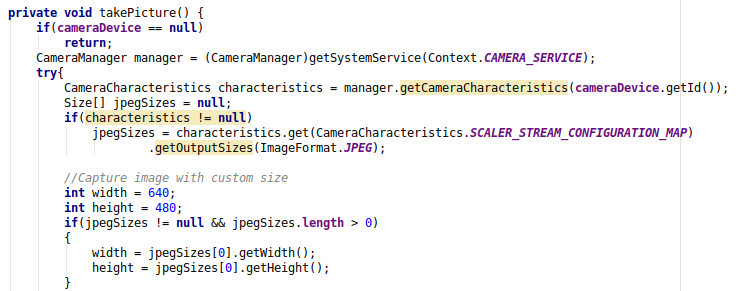 private void takePicture() {
if(cameraDevice == null)
return;
CameraManager manager = (CameraManager)getSystemService(Context.CAMERA_SERVICE);
try{
CameraCharacteristics characteristics = manager.getCameraCharacteristics(cameraDevice.getId());
Size[] jpegSizes = null;
if(characteristics != null)
jpegSizes = characteristics.get(CameraCharacteristics.SCALER_STREAM_CONFIGURATION_MAP)
.getOutputSizes(ImageFormat.JPEG);
//Capture image with custom size
int width = 640;
int height = 480;
if(jpegSizes != null && jpegSizes.length > 0)
{
width = jpegSizes[0].getWidth();
height = jpegSizes[0].getHeight();
}